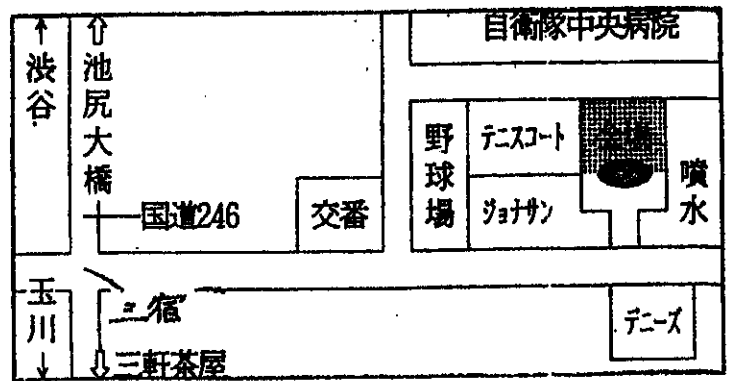 自衛隊中央病院
渋谷
池尻大橋
野球場
テニスコート
会場
噴水
国道246
交番
ジョナサン
玉川
三宿
デニーズ
三軒茶屋